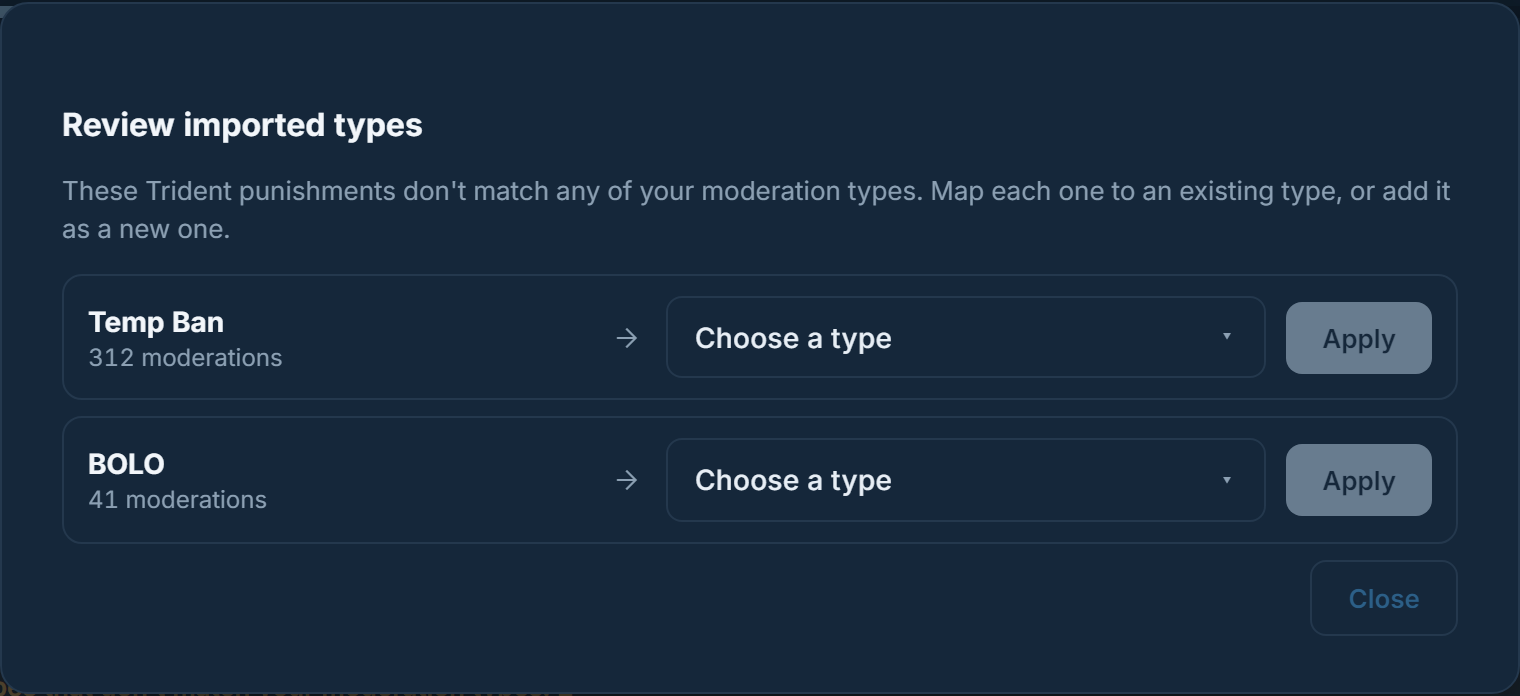 Review imported types
These Trident punishments don't match any of your moderation types. Map each one to an existing type, or add it
as a new one.
Temp Ban
312 moderations
→
Choose a type
Apply
BOLO
41 moderations
→
Choose a type
Apply
Close